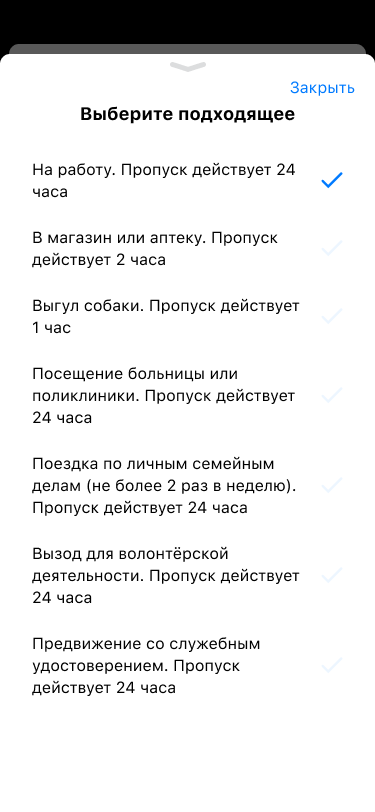 Закрыть
Выберите подходящее
На работу. Пропуск действует 24
часа
В магазин или аптеку. Пропуск
действует 2 часа
Выгул собаки. Пропуск действует
1 час
Посещение больницы или
поликлиники. Пропуск действует
24 часа
Поездка по личным семейным
делам (не более 2 раз в неделю).
Пропуск действует 24 часа
Вызод для волонтёрской
деятельности. Пропуск действует
24 часа
Предвижение со служебным
удостоверением. Пропуск
действует 24 часа